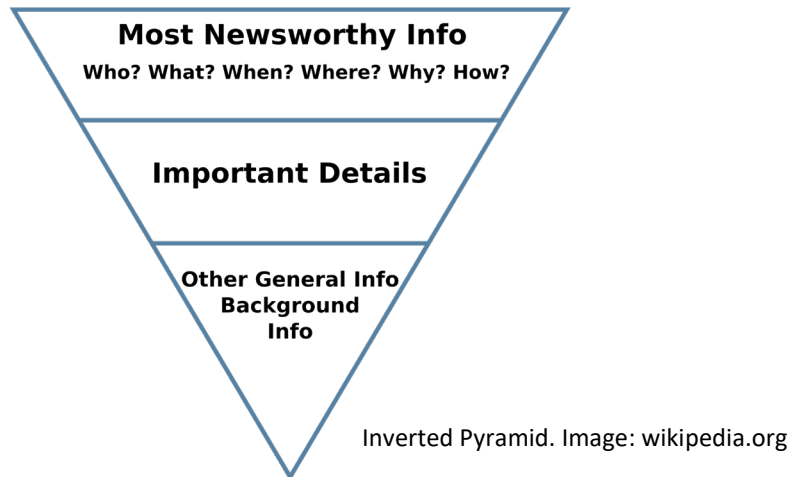 Most Newsworthy Info
Who? What? When? Where? Why? How?
Important Details
Other General Info
Background
Info
Inverted Pyramid. Image: wikipedia.org